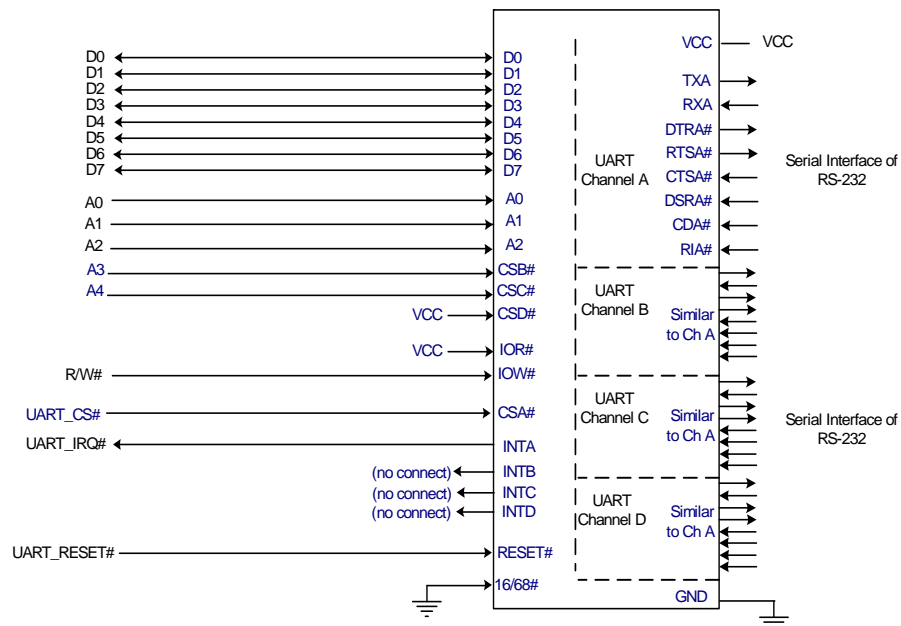 VCC VCC
D0 D0
D1 D1
D2 D2
D3 D3
D4 D4
D5 D5
D6 D6
D7 D7
A0 A0
A1 A1
A2 A2
A3 CSB#
A4 CSC#
VCC CSD#
VCC IOR#
R/W# IOW#
UART_CS# CSA#
UART_IRQ# INTA
(no connect) INTB
(no connect) INTC
(no connect) INTD
UART_RESET# RESET#
16/68#
UART
Channel A
TXA
RXA
DTRA#
RTSA#
CTSA#
DSRA#
CDA#
RIA#
Serial Interface of
RS-232
UART
Channel B
Similar
to Ch A
UART
Channel C
Similar
to Ch A
Serial Interface of
RS-232
UART
Channel D
Similar
to Ch A
GND